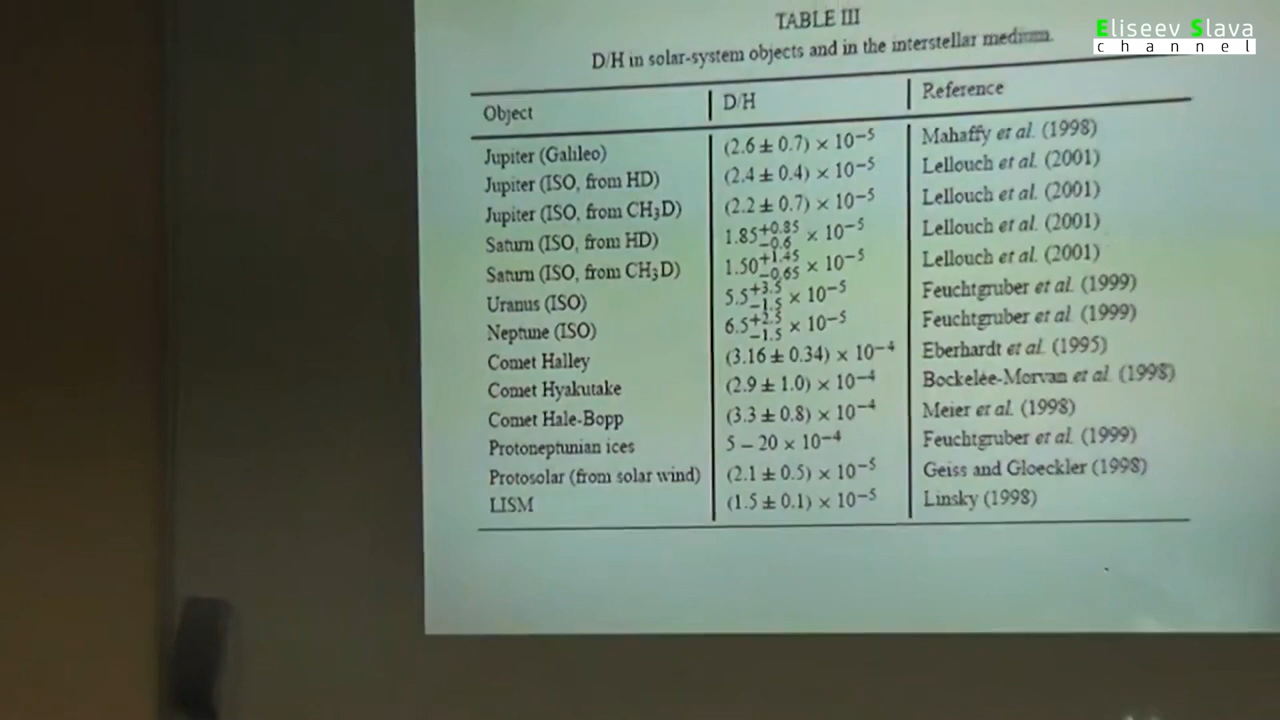 Eliseev Slava
channel
TABLE III
D/H in solar-system objects and in the interstellar medium.
Object D/H Reference
Jupiter (Galileo) (2.6 ± 0.7) × 10−5 Mahaffy et al. (1998)
Jupiter (ISO, from HD) (2.4 ± 0.4) × 10−5 Lellouch et al. (2001)
Jupiter (ISO, from CH3D) (2.2 ± 0.7) × 10−5 Lellouch et al. (2001)
Saturn (ISO, from HD) 1.85+0.85−0.6 × 10−5 Lellouch et al. (2001)
Saturn (ISO, from CH3D) 1.50+1.45−0.65 × 10−5 Lellouch et al. (2001)
Uranus (ISO) 5.5+3.5−1.5 × 10−5 Feuchtgruber et al. (1999)
Neptune (ISO) 6.5+2.5−1.5 × 10−5 Feuchtgruber et al. (1999)
Comet Halley (3.16 ± 0.34) × 10−4 Eberhardt et al. (1995)
Comet Hyakutake (2.9 ± 1.0) × 10−4 Bockelée-Morvan et al. (1998)
Comet Hale-Bopp (3.3 ± 0.8) × 10−4 Meier et al. (1998)
Protoneptunian ices 5 – 20 × 10−4 Feuchtgruber et al. (1999)
Protosolar (from solar wind) (2.1 ± 0.5) × 10−5 Geiss and Gloeckler (1998)
LISM (1.5 ± 0.1) × 10−5 Linsky (1998)